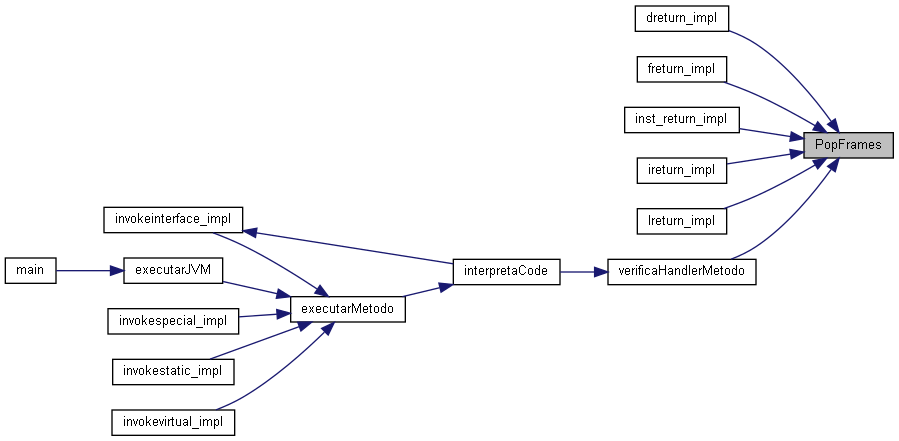 dreturn_impl
freturn_impl
inst_return_impl
PopFrames
ireturn_impl
lreturn_impl
invokeinterface_impl
main
executarJVM
interpretaCode
verificaHandlerMetodo
executarMetodo
invokespecial_impl
invokestatic_impl
invokevirtual_impl